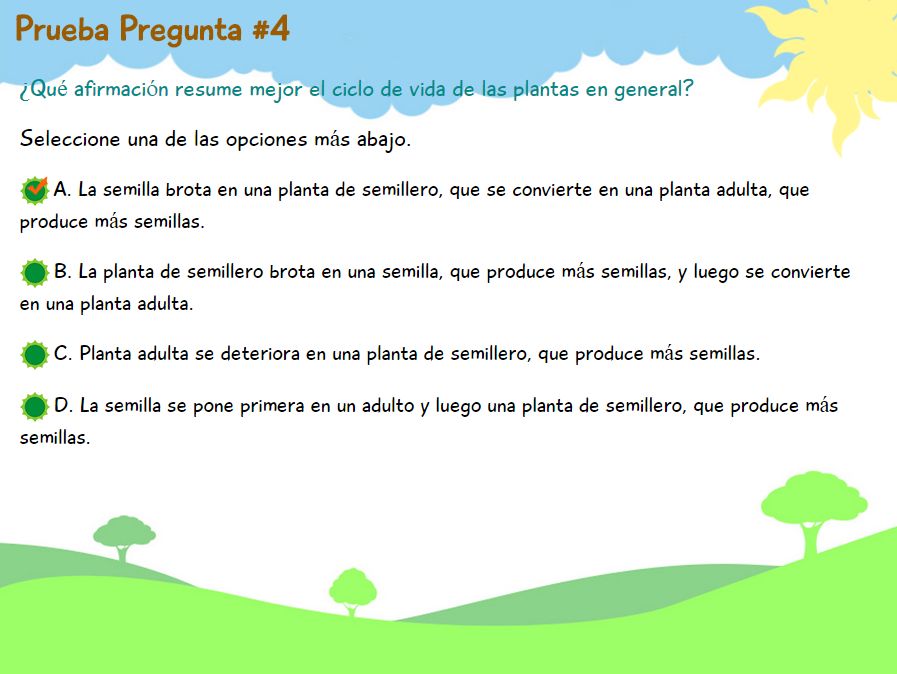 Prueba Pregunta #4
¿Qué afirmación resume mejor el ciclo de vida de las plantas en general?
Seleccione una de las opciones más abajo.
A. La semilla brota en una planta de semillero, que se convierte en una planta adulta, que
produce más semillas.
B. La planta de semillero brota en una semilla, que produce más semillas, y luego se convierte
en una planta adulta.
C. Planta adulta se deteriora en una planta de semillero, que produce más semillas.
D. La semilla se pone primera en un adulto y luego una planta de semillero, que produce más
semillas.